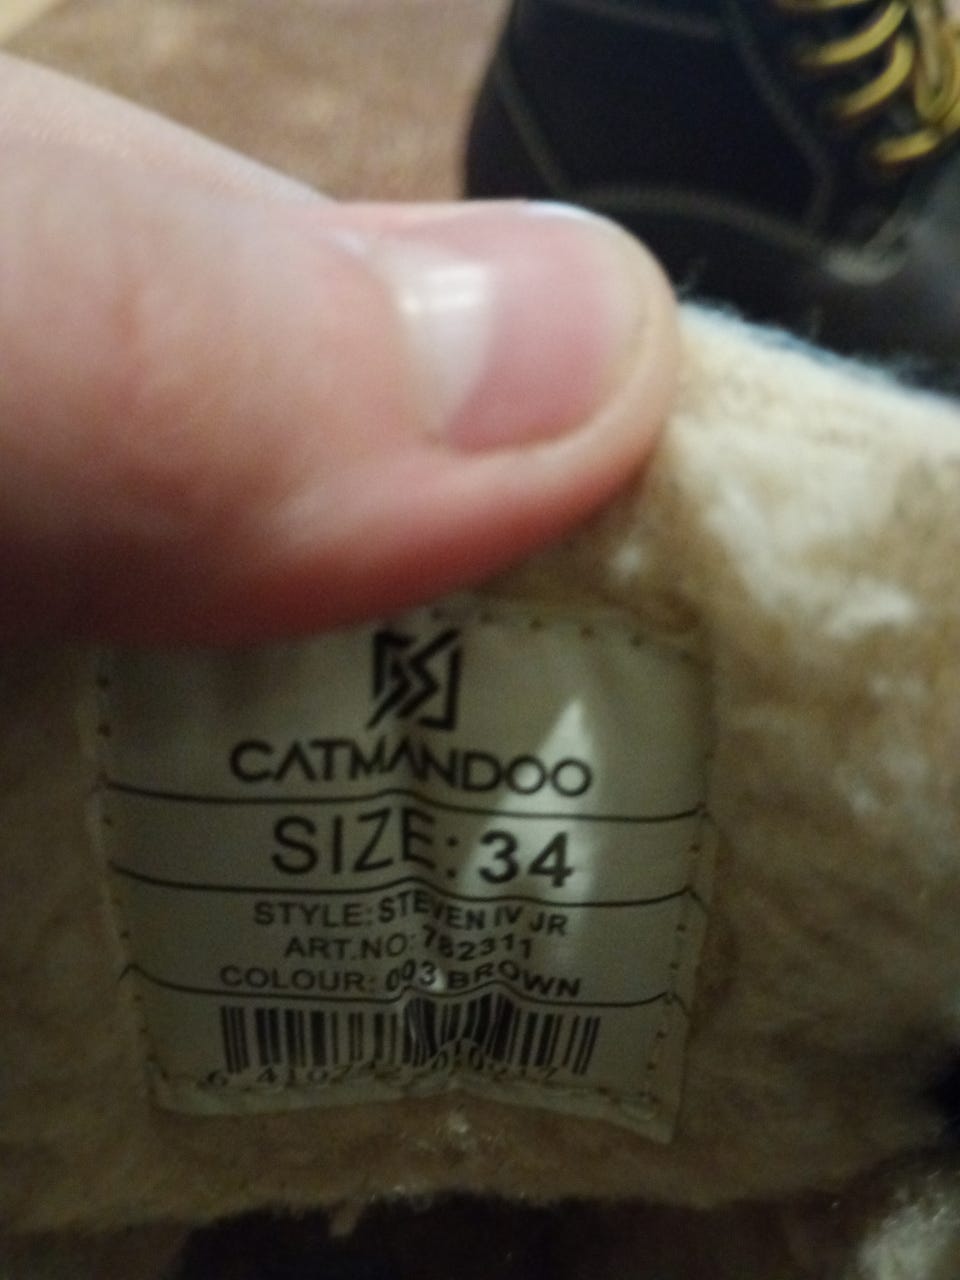 CATMANDOO
SIZE: 34
STYLE: STEVEN IV JR
ART.NO: 782311
COLOUR: 003 BROWN